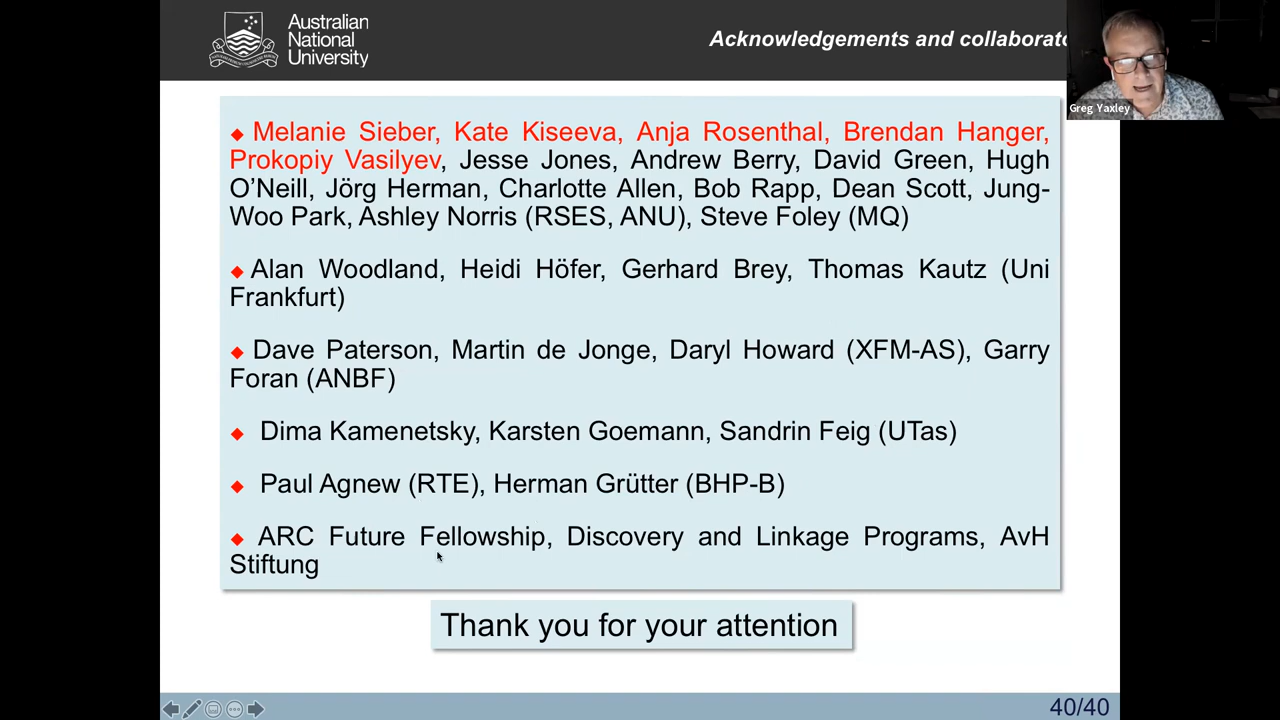 Australian
National
University
Acknowledgements and collaborato
Greg Yaxley
Melanie Sieber, Kate Kiseeva, Anja Rosenthal, Brendan Hanger,
Prokopiy Vasilyev, Jesse Jones, Andrew Berry, David Green, Hugh
O’Neill, Jörg Herman, Charlotte Allen, Bob Rapp, Dean Scott, Jung-
Woo Park, Ashley Norris (RSES, ANU), Steve Foley (MQ)
Alan Woodland, Heidi Höfer, Gerhard Brey, Thomas Kautz (Uni
Frankfurt)
Dave Paterson, Martin de Jonge, Daryl Howard (XFM-AS), Garry
Foran (ANBF)
Dima Kamenetsky, Karsten Goemann, Sandrin Feig (UTas)
Paul Agnew (RTE), Herman Grütter (BHP-B)
ARC Future Fellowship, Discovery and Linkage Programs, AvH
Stiftung
Thank you for your attention
40/40